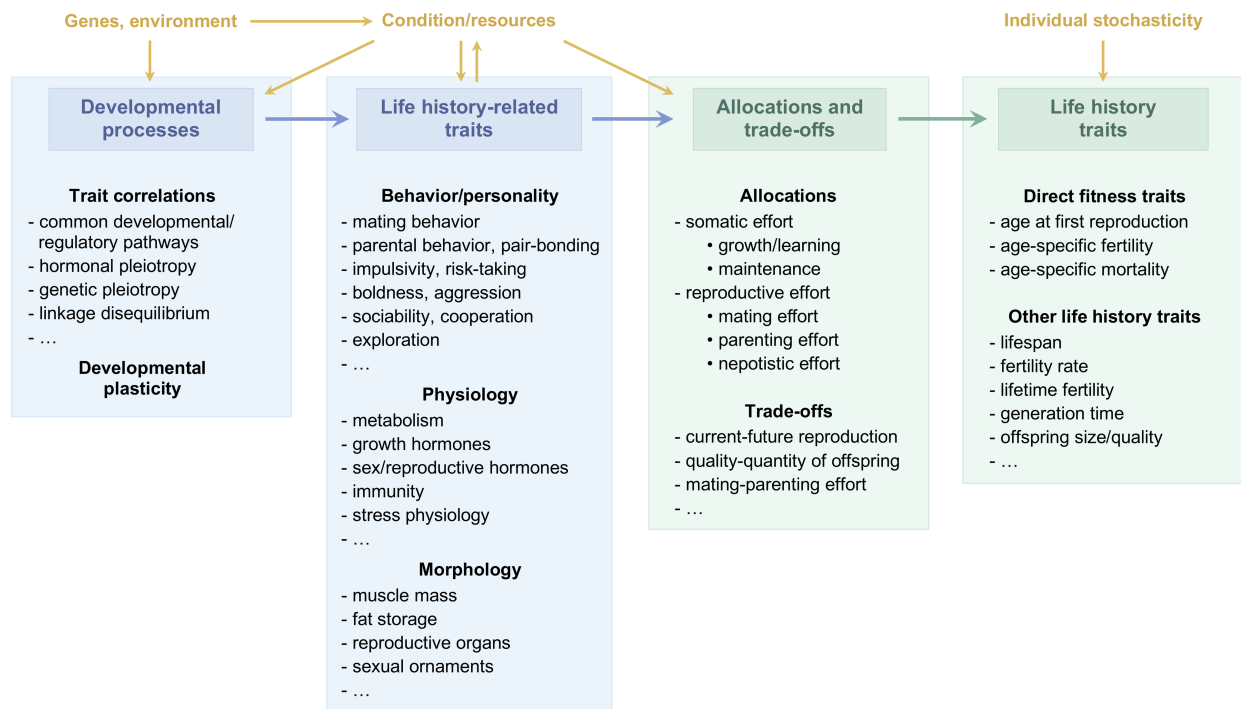 Genes, environment
Condition/resources
Individual stochasticity
Developmental
processes
Trait correlations
- common developmental/
regulatory pathways
- hormonal pleiotropy
- genetic pleiotropy
- linkage disequilibrium
- …
Developmental
plasticity
Life history-related
traits
Behavior/personality
- mating behavior
- parental behavior, pair-bonding
- impulsivity, risk-taking
- boldness, aggression
- sociability, cooperation
- exploration
- …
Physiology
- metabolism
- growth hormones
- sex/reproductive hormones
- immunity
- stress physiology
- …
Morphology
- muscle mass
- fat storage
- reproductive organs
- sexual ornaments
- …
Allocations and
trade-offs
Allocations
- somatic effort
• growth/learning
• maintenance
- reproductive effort
• mating effort
• parenting effort
• nepotistic effort
Trade-offs
- current-future reproduction
- quality-quantity of offspring
- mating-parenting effort
- …
Life history
traits
Direct fitness traits
- age at first reproduction
- age-specific fertility
- age-specific mortality
Other life history traits
- lifespan
- fertility rate
- lifetime fertility
- generation time
- offspring size/quality
- …